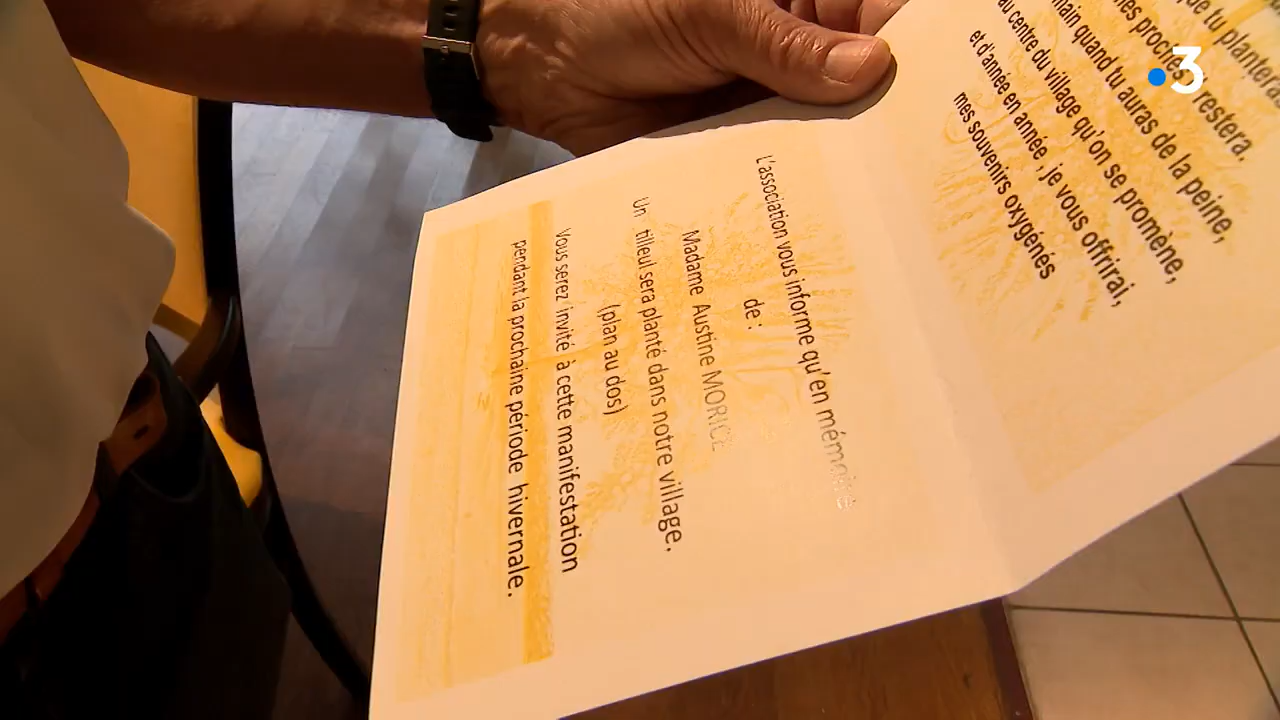 que tu planteras
mes proches restera.
main quand tu auras de la peine,
au centre du village qu'on se promène,
et d'année en année , je vous offrirai,
mes souvenirs oxygénés
L'association vous informe qu'en mémoire
de :
Madame Austine MORICE
Un tilleul sera planté dans notre village.
(plan au dos)
Vous serez invité à cette manifestation
pendant la prochaine période hivernale.
3